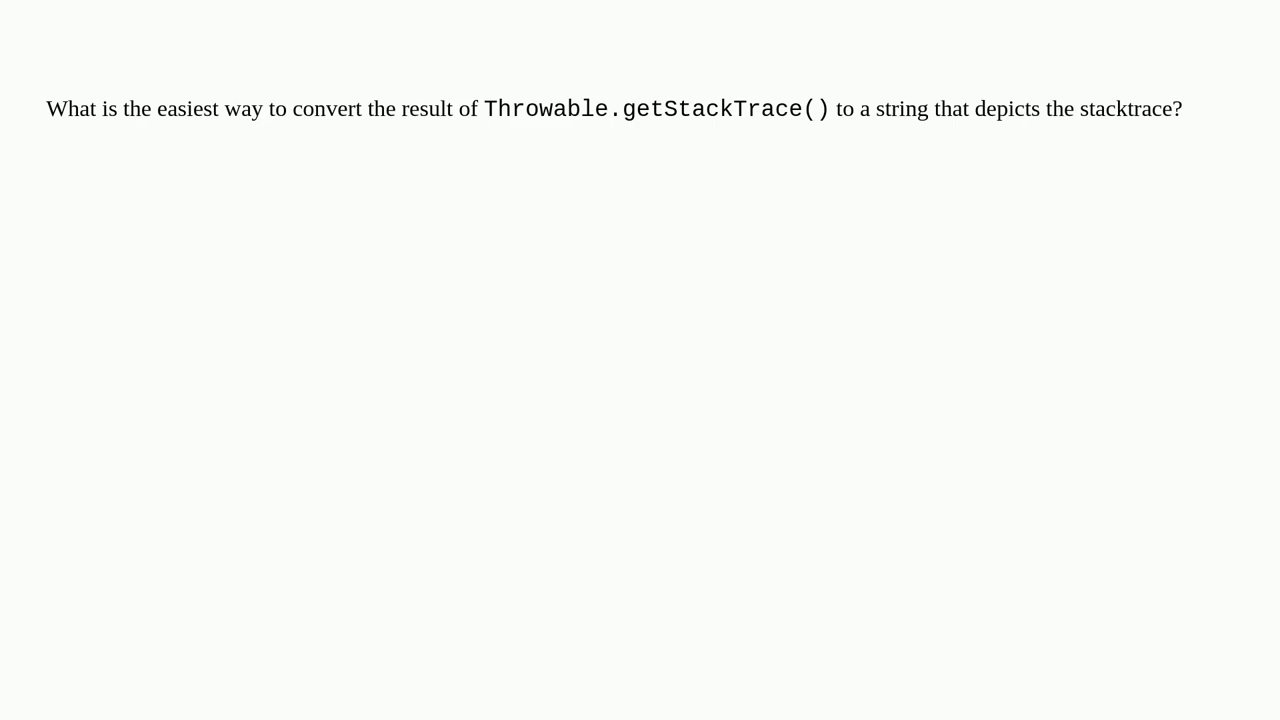 What is the easiest way to convert the result of Throwable.getStackTrace() to a string that depicts the stacktrace?